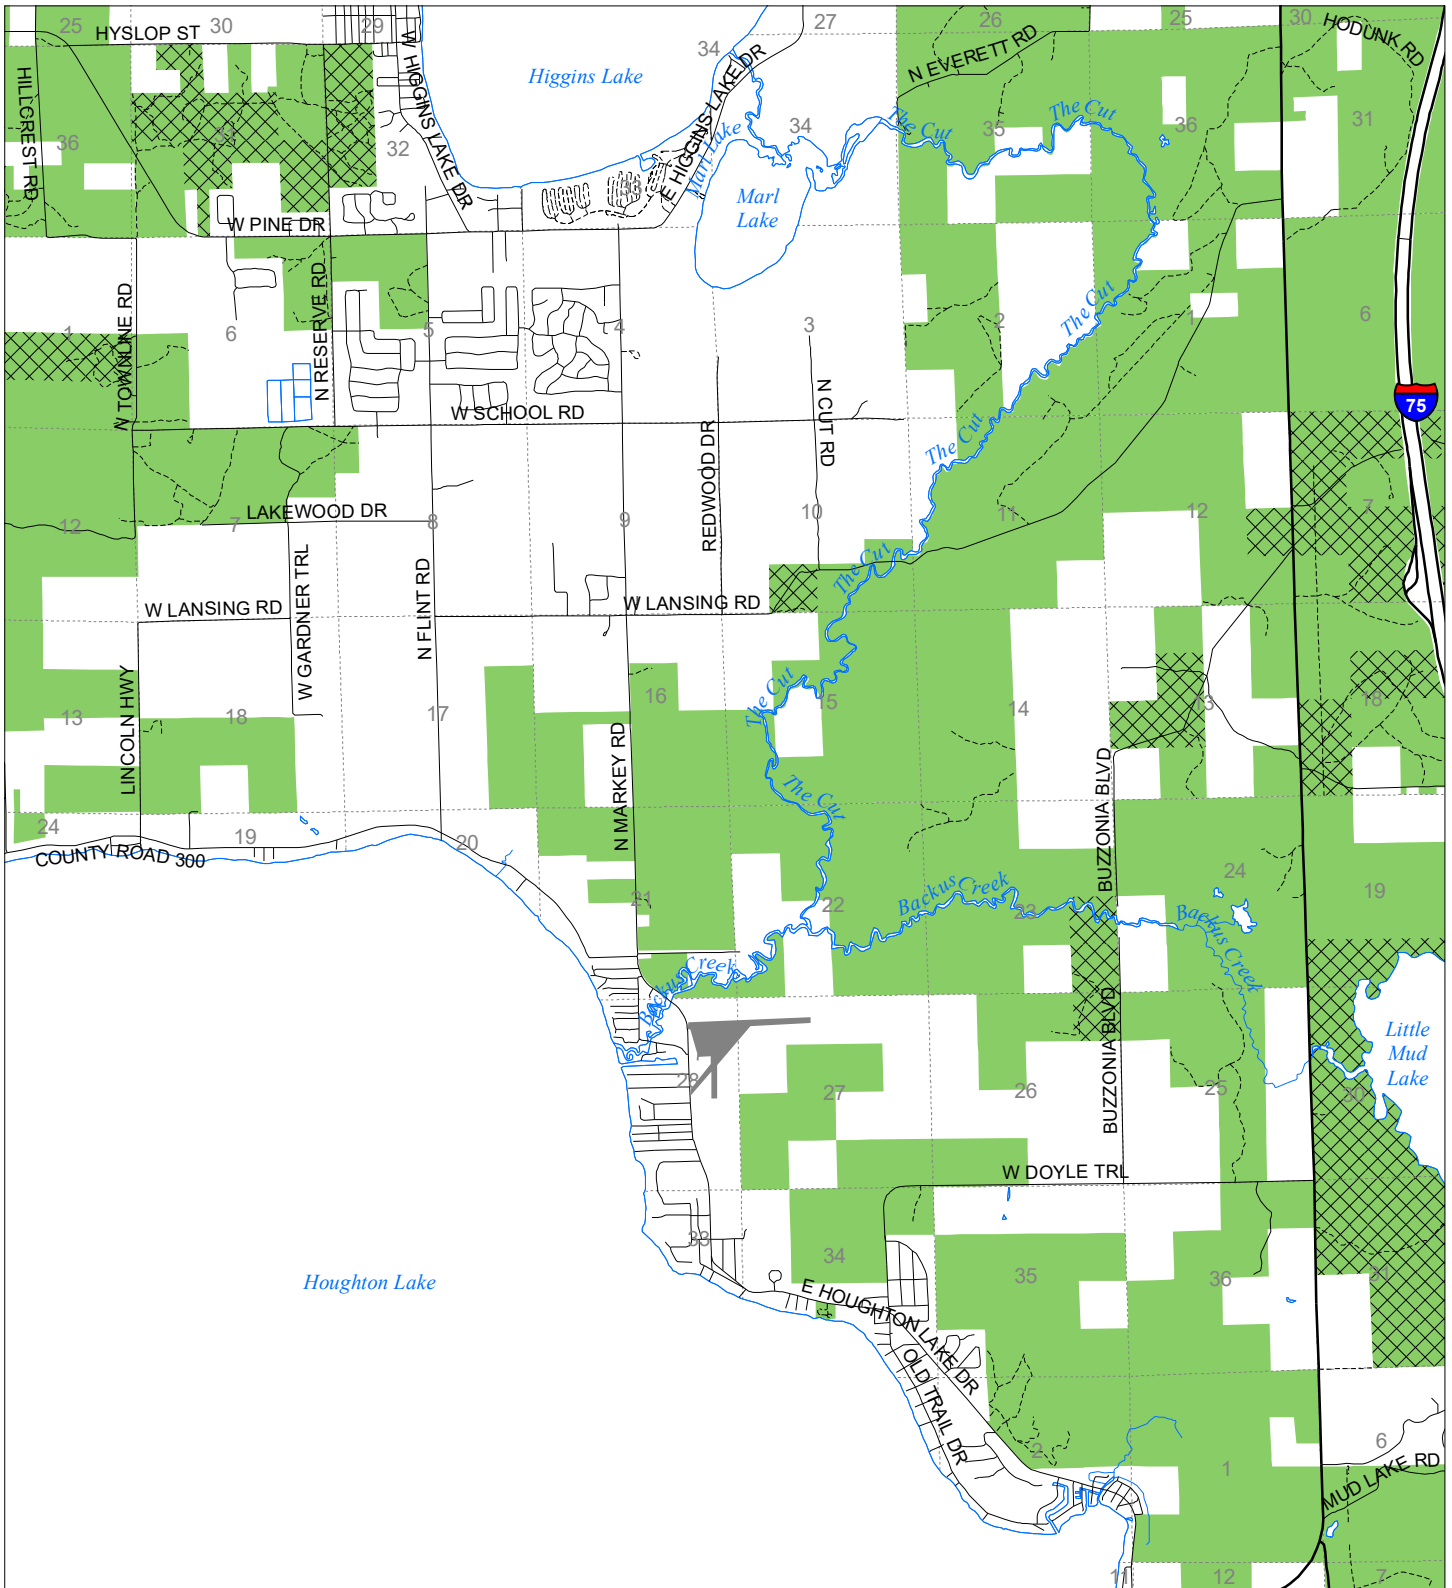 25
30
29
27
26
25
30
HYSLOP ST
HODUNK RD
W HIGGINS LAKE DR
34
N EVERETT RD
Higgins Lake
HILLCREST RD
E HIGGINS LAKE DR
The Cut
The Cut
36
31
32
34
35
36
31
Marl Lake
33
Marl
Lake
W PINE DR
N TOWNLINE RD
N RESERVE RD
The Cut
1
6
5
4
3
2
1
6
75
W SCHOOL RD
N CUT RD
REDWOOD DR
The Cut
LAKEWOOD DR
12
7
8
9
10
11
12
7
W GARDNER TRL
N FLINT RD
The Cut
W LANSING RD
W LANSING RD
LINCOLN HWY
The Cut
13
18
17
16
15
14
13
18
N MARKEY RD
BUZZONIA BLVD
The Cut
24
19
20
COUNTY ROAD 300
21
22
23
24
19
Backus Creek
Backus Creek
Backus Creek
BUZZONIA BLVD
Little
Mud
Lake
28
27
26
25
30
W DOYLE TRL
33
34
35
36
31
Houghton Lake
E HOUGHTON LAKE DR
OLD TRAIL DR
2
1
6
MUD LAKE RD
11
12
7